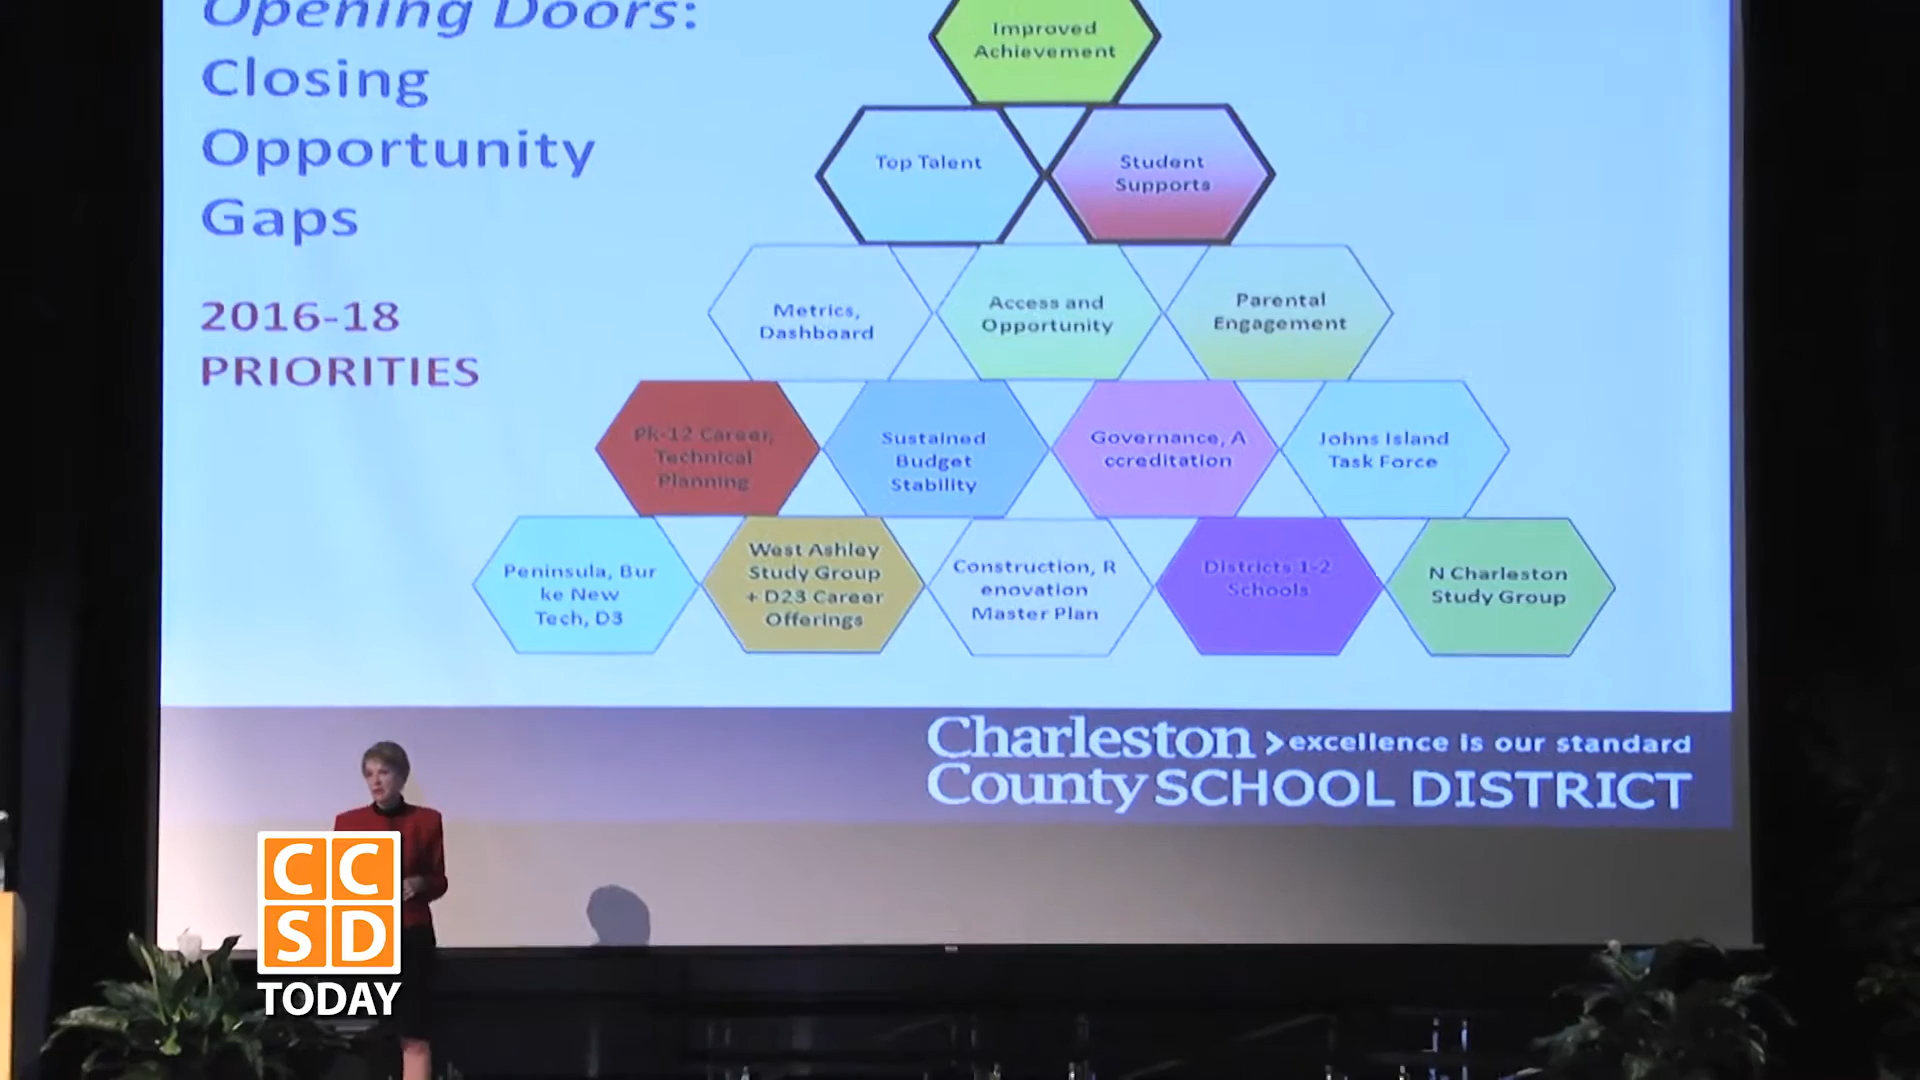 Opening Doors:
Closing
Opportunity
Gaps
2016-18
PRIORITIES
Improved
Achievement
Top Talent
Student
Supports
Metrics,
Dashboard
Access and
Opportunity
Parental
Engagement
PK-12 Career,
Technical
Planning
Sustained
Budget
Stability
Governance, A
ccreditation
Johns Island
Task Force
Peninsula, Bur
ke New
Tech, D3
West Ashley
Study Group
+ D23 Career
Offerings
Construction, R
enovation
Master Plan
Districts 1-2
Schools
N Charleston
Study Group
Charleston >excellence is our standard
County SCHOOL DISTRICT
CC
SD
TODAY